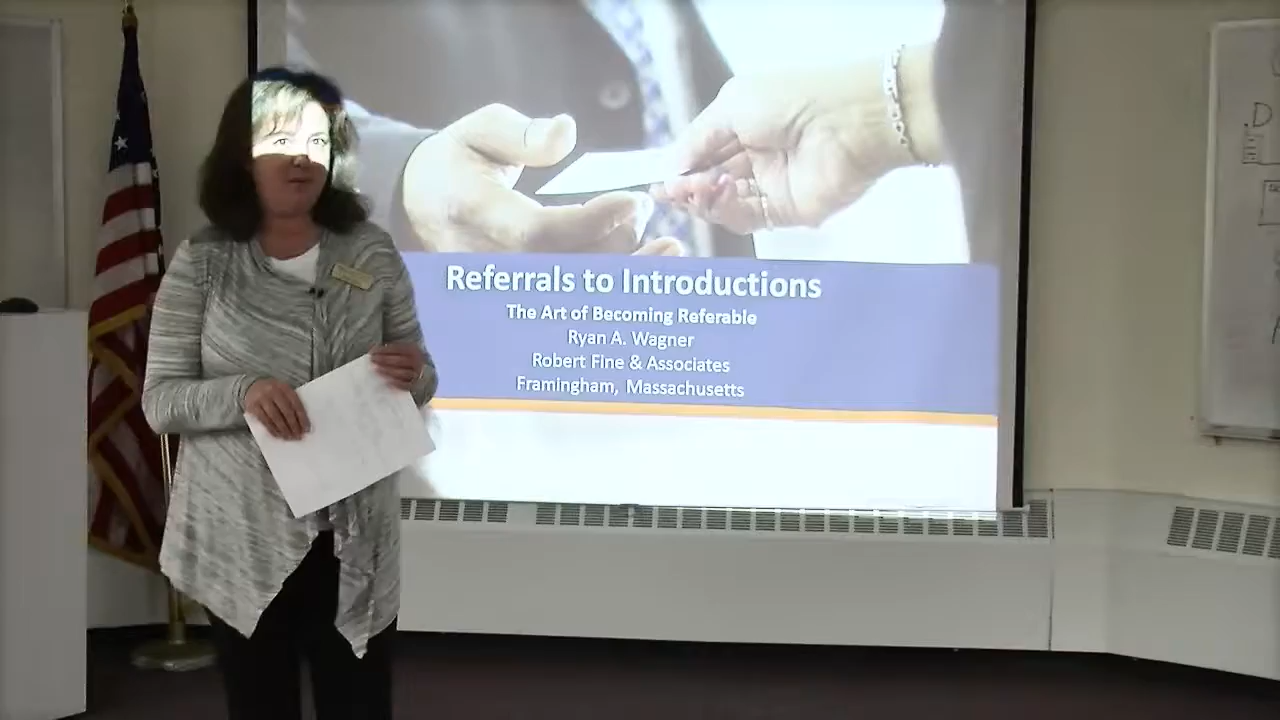 Referrals to Introductions
The Art of Becoming Referable
Ryan A. Wagner
Robert Fine & Associates
Framingham, Massachusetts